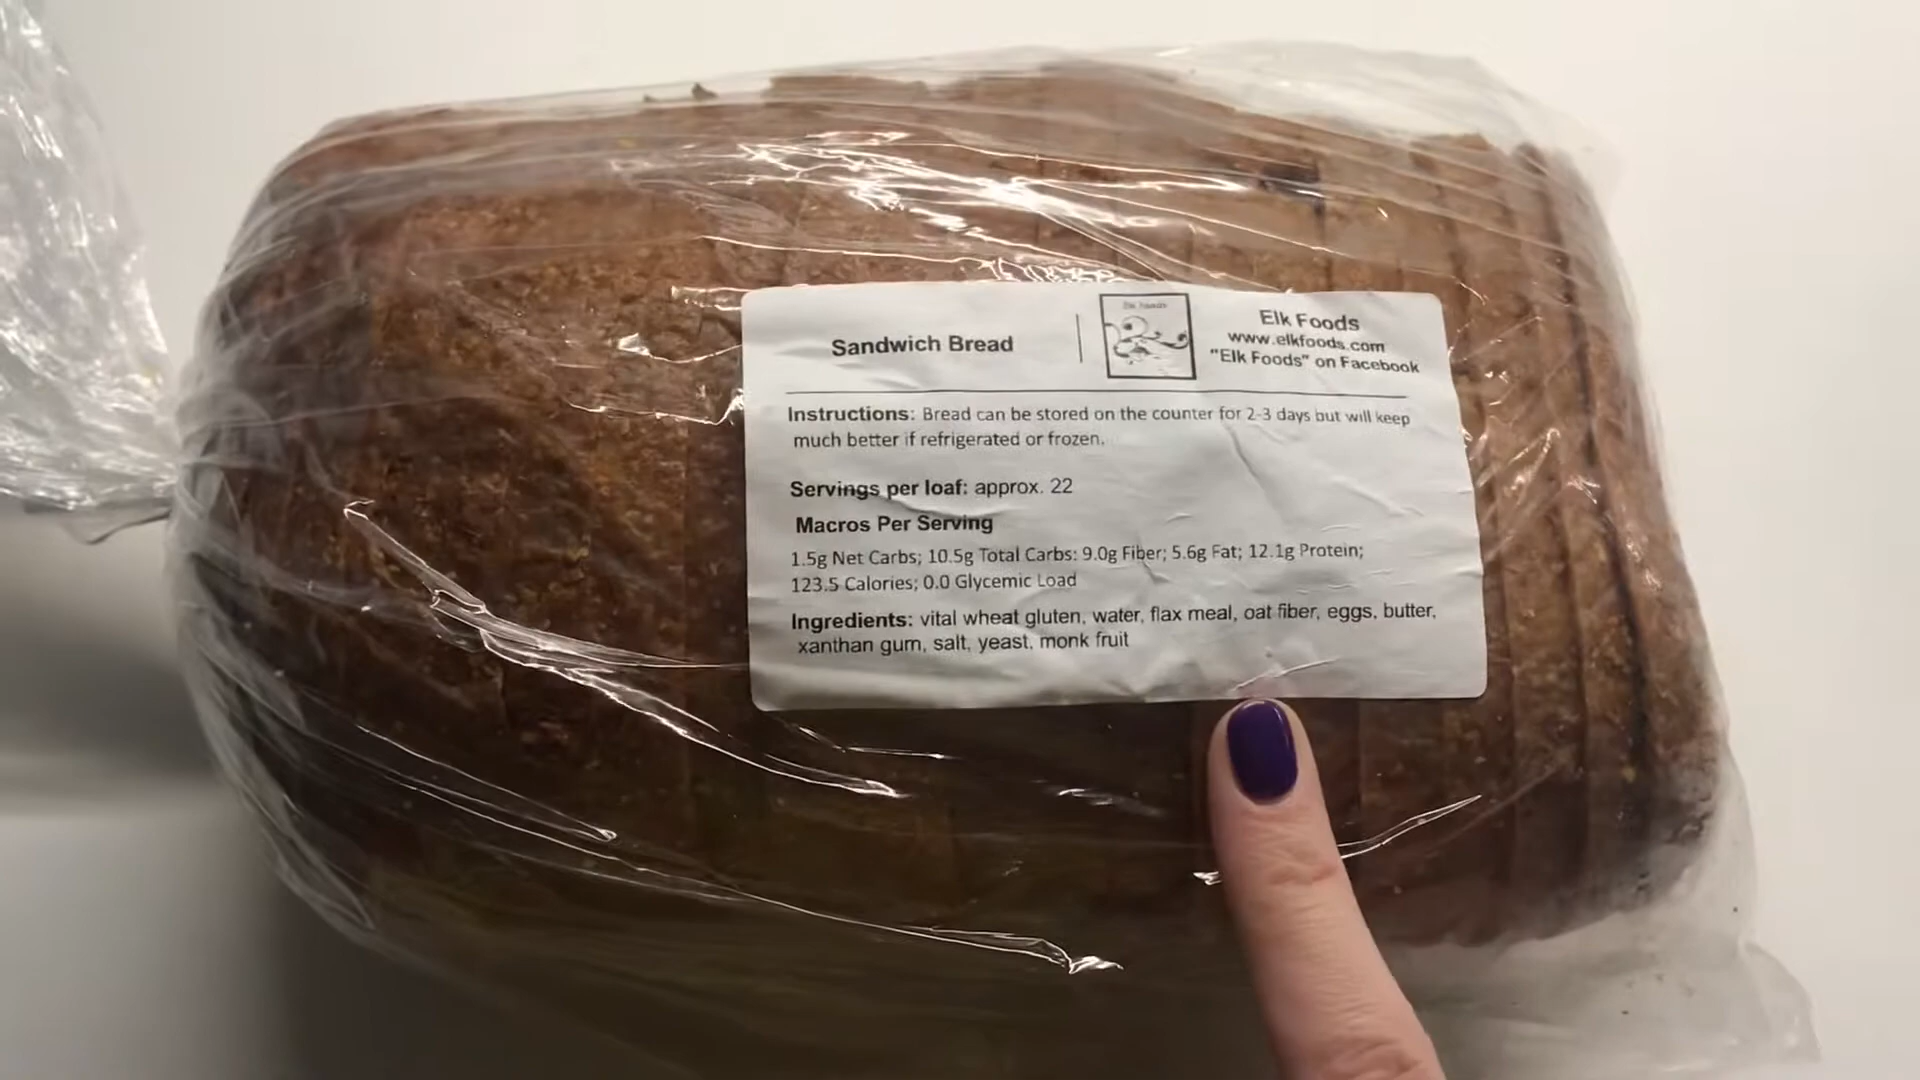 Sandwich Bread
Elk Foods
Elk Foods
www.elkfoods.com
"Elk Foods" on Facebook
Instructions: Bread can be stored on the counter for 2-3 days but will keep
much better if refrigerated or frozen.
Servings per loaf: approx. 22
Macros Per Serving
1.5g Net Carbs; 10.5g Total Carbs: 9.0g Fiber; 5.6g Fat; 12.1g Protein;
123.5 Calories; 0.0 Glycemic Load
Ingredients: vital wheat gluten, water, flax meal, oat fiber, eggs, butter,
xanthan gum, salt, yeast, monk fruit